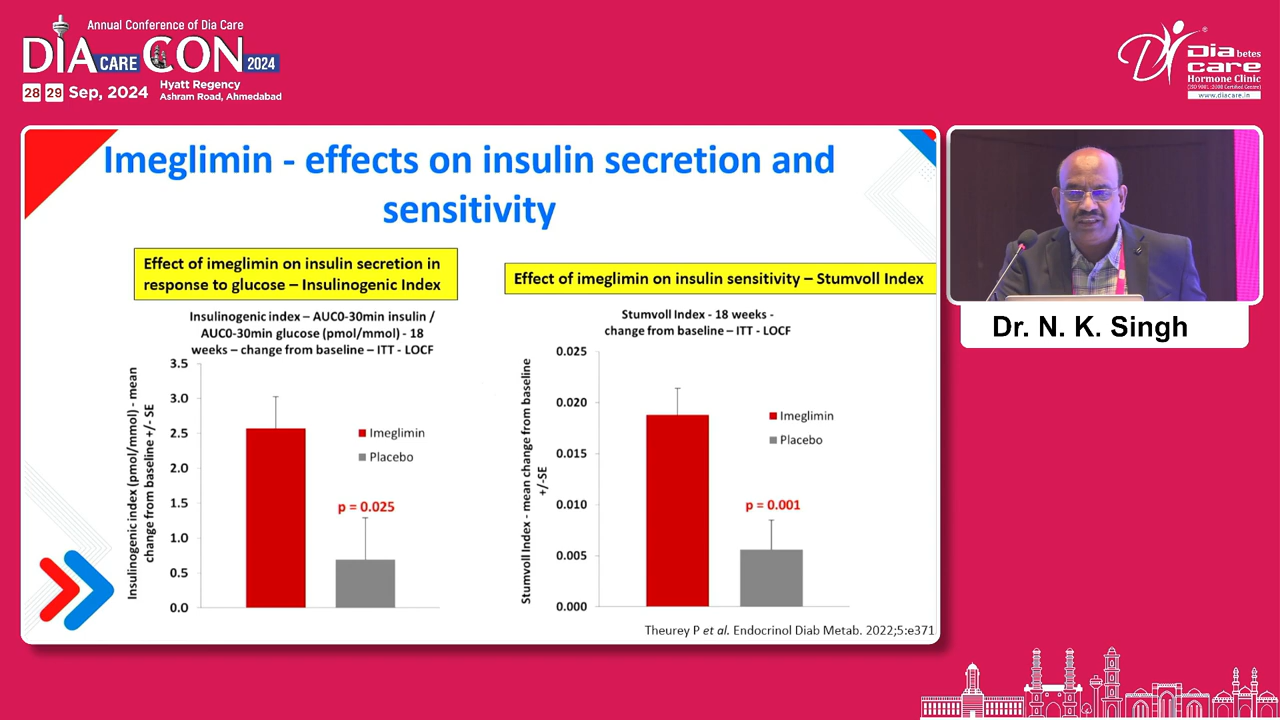 Annual Conference of Dia Care
DIA CARE CON 2024
28 29 Sep, 2024
Hyatt Regency
Ashram Road, Ahmedabad
Diabetes
care
Hormone Clinic
(ISO 9001 : 2008 Certified Centre)
www.diacare.in
Imeglimin - effects on insulin secretion and
sensitivity
Effect of imeglimin on insulin secretion in
response to glucose – Insulinogenic Index
Insulinogenic index – AUC0-30min insulin /
AUC0-30min glucose (pmol/mmol) - 18
weeks – change from baseline – ITT - LOCF
Insulinogenic index (pmol/mmol) - mean
change from baseline +/- SE
3.5
3.0
2.5
2.0
1.5
1.0
0.5
0.0
Imeglimin
Placebo
p = 0.025
Effect of imeglimin on insulin sensitivity – Stumvoll Index
Stumvoll Index - 18 weeks -
change from baseline – ITT - LOCF
Stumvoll Index - mean change from baseline
+/-SE
0.025
0.020
0.015
0.010
0.005
0.000
Imeglimin
Placebo
p = 0.001
Theurey P et al. Endocrinol Diab Metab. 2022;5:e371
Dr. N. K. Singh